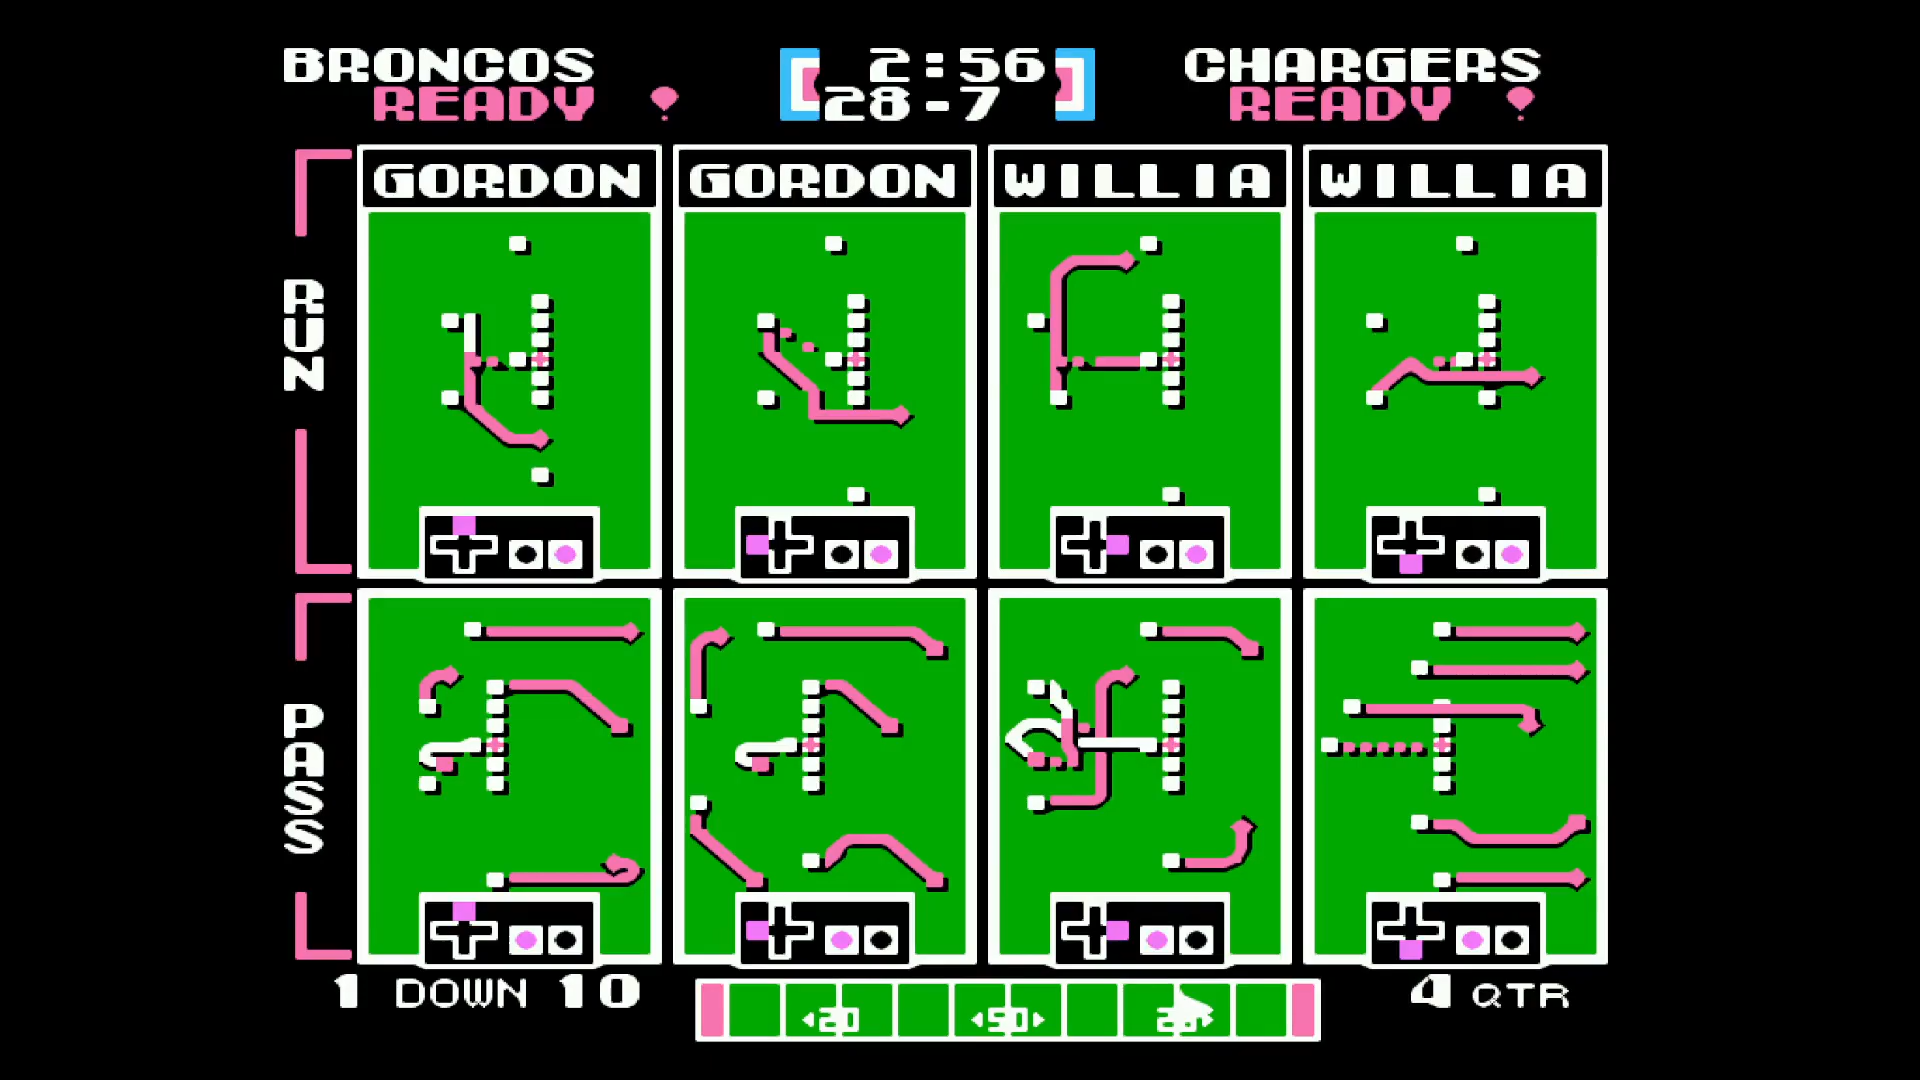 BRONCOS 2:56 CHARGERS
READY 28-7 READY
GORDON GORDON WILLIA WILLIA
RUN
PASS
1 DOWN 10 4 QTR
20 50